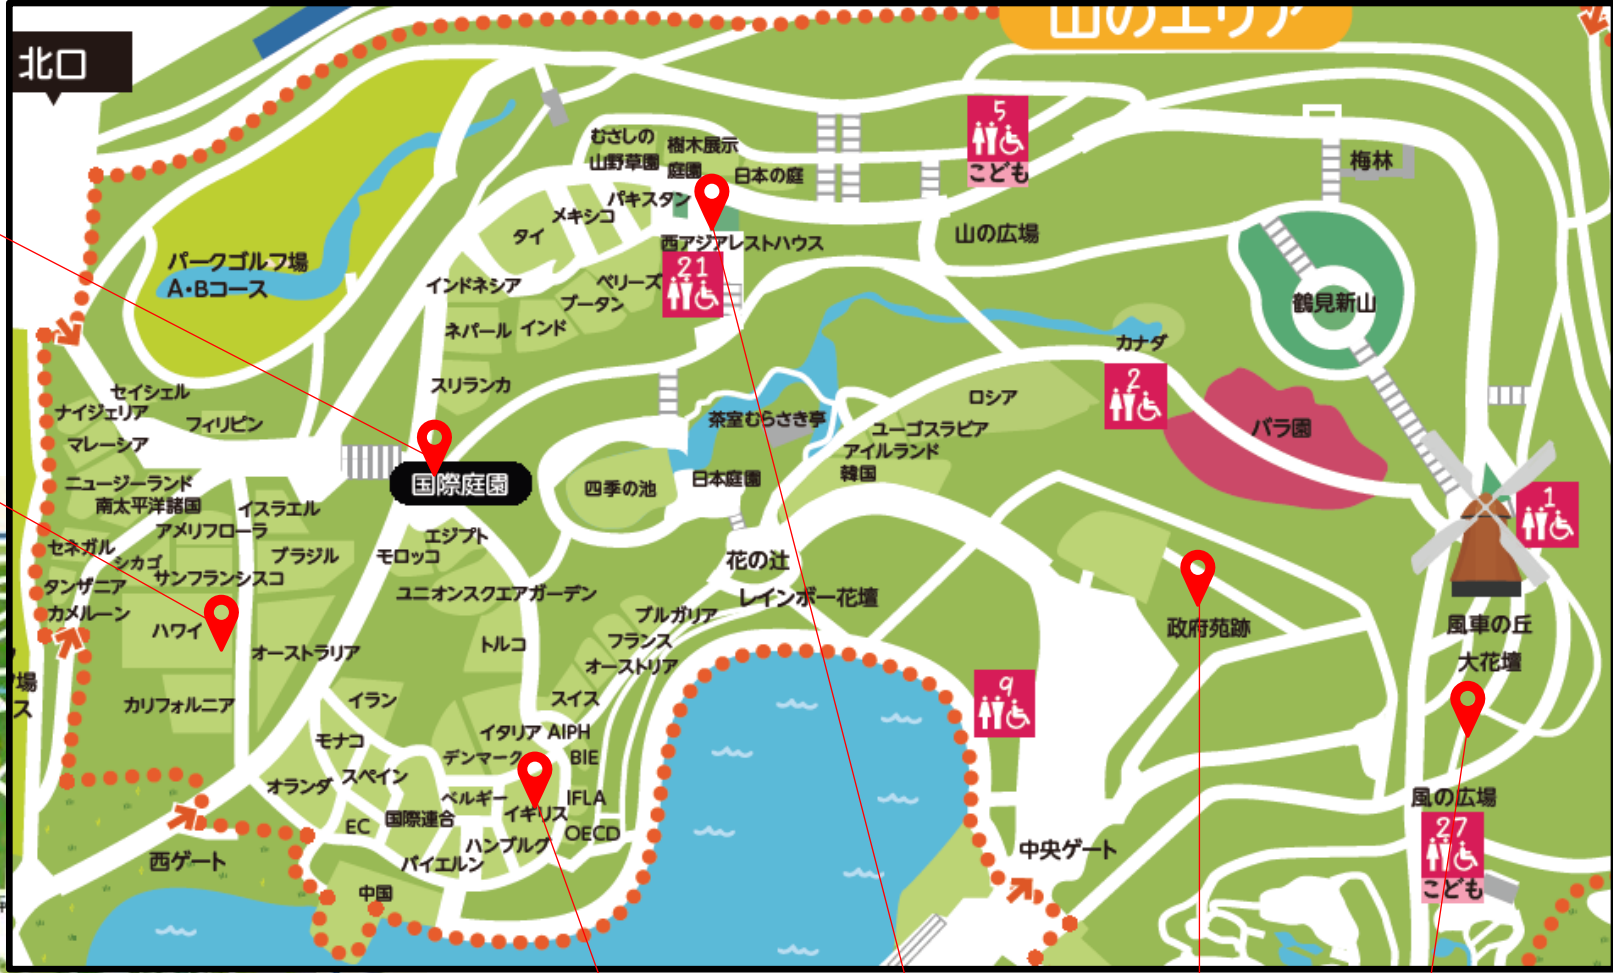 山のエリア
北口
5
こども
むさしの
山野草園
樹木展示
庭園
日本の庭
梅林
パキスタン
メキシコ
タイ
西アジアレストハウス
山の広場
21
パークゴルフ場
A・Bコース
インドネシア
ベリーズ
ブータン
ネパール
インド
鶴見新山
カナダ
2
スリランカ
セイシェル
ナイジェリア
フィリピン
マレーシア
ロシア
茶室むらさき亭
ユーゴスラビア
アイルランド
韓国
バラ園
国際庭園
四季の池
日本庭園
ニュージーランド
南太平洋諸国
イスラエル
アメリフローラ
1
セネガル
シカゴ
ブラジル
エジプト
モロッコ
サンフランシスコ
タンザニア
カメルーン
ユニオンスクエアガーデン
花の辻
レインボー花壇
ハワイ
オーストラリア
トルコ
ブルガリア
フランス
オーストリア
政府苑跡
風車の丘
大花壇
場
ス
カリフォルニア
イラン
スイス
9
モナコ
イタリア
AIPH
デンマーク
BIE
オランダ
スペイン
ベルギー
IFLA
イギリス
国際連合
EC
OECD
ハンブルグ
バイエルン
風の広場
27
こども
西ゲート
中央ゲート
中国